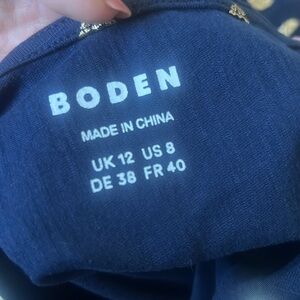 BODEN
MADE IN CHINA
UK 12 US 8
DE 38 FR 40